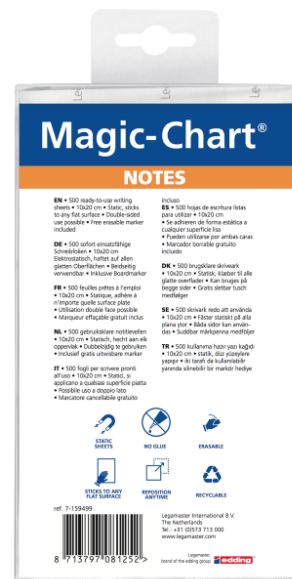 Magic-Chart®
NOTES
EN • 500 ready-to-use writing
sheets • 10x20 cm • Static, sticks
to any flat surface • Double-sided
use possible • Free erasable marker
included
DE • 500 sofort einsatzfähige
Schreibfolien • 10x20 cm
Elektrostatisch, haftet auf allen
glatten Oberflächen • Beidseitig
verwendbar • Inklusive Boardmarker
FR • 500 feuilles prêtes à l'emploi
• 10x20 cm • Statique, adhère à
n'importe quelle surface plate
• Utilisation double face possible
• Marqueur effaçable gratuit inclus
NL • 500 gebruiksklare notitievellen
• 10x20 cm • Statisch, hecht aan elk
oppervlak • Dubbelzijdig te gebruiken
• Inclusief gratis uitwisbare marker
IT • 500 fogli per scrivere pronti
all'uso • 10x20 cm • Statici, si
applicano a qualsiasi superficie piatta
• Possibile uso a doppio lato
• Marcatore cancellabile gratuito
incluso
ES • 500 hojas de escritura listas
para utilizar • 10x20 cm
• Se adhieren de forma estática a
cualquier superficie lisa
• Pueden utilizarse por ambas caras
• Marcador borrable gratuito
incluido
DK • 500 brugsklare skriveark
• 10x20 cm • Statisk, klæber til alle
glatte overflader • Kan bruges på
begge sider • Gratis sletbar tusch
medfølger
SE • 500 skrivark redo att använda
• 10x20 cm • Fäster statiskt på alla
plana ytor • Båda sidor kan använ-
das • Suddbar märkpenna medföljer
TR • 500 kullanıma hazır yazı kağıdı
• 10x20 cm • statik, düz yüzeylere
yapışır • iki tarafı da kullanılabilir
yanında silinebilir bir markör hediye
STATIC
SHEETS
NO GLUE
ERASABLE
STICKS TO ANY
FLAT SURFACE
REPOSITION
ANYTIME
RECYCLABLE
ref. 7-159499
8 713797 081252 >
Legamaster International B.V.
The Netherlands
Tel.: +31 (0)573 713 000
www.legamaster.com
Legamaster,
brand of the edding group
edding